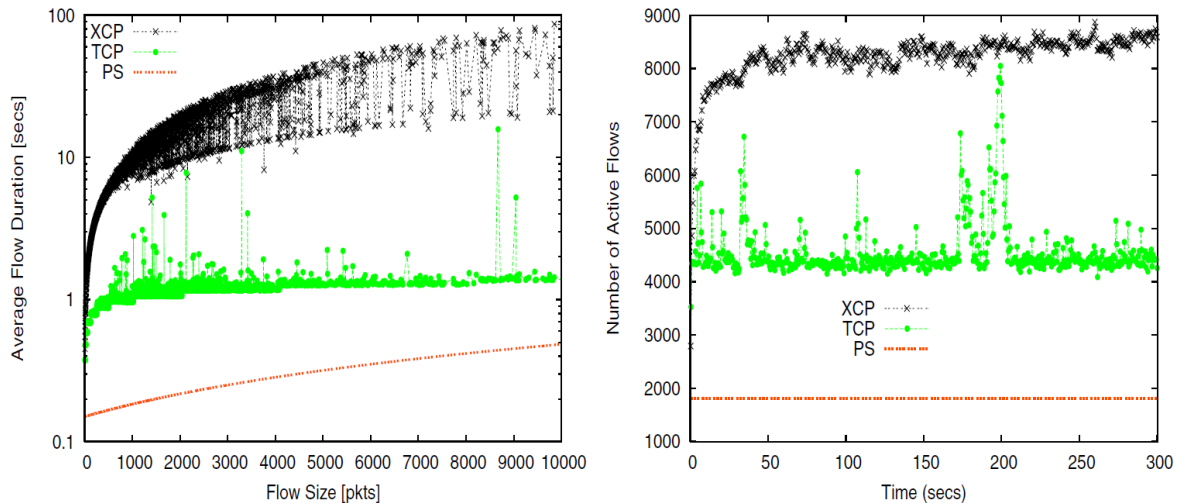 100
10
1
0.1
Average Flow Duration [secs]
XCP
TCP
PS
0 1000 2000 3000 4000 5000 6000 7000 8000 9000 10000
Flow Size [pkts]
9000
8000
7000
6000
5000
4000
3000
2000
1000
Number of Active Flows
XCP
TCP
PS
0 50 100 150 200 250 300
Time (secs)